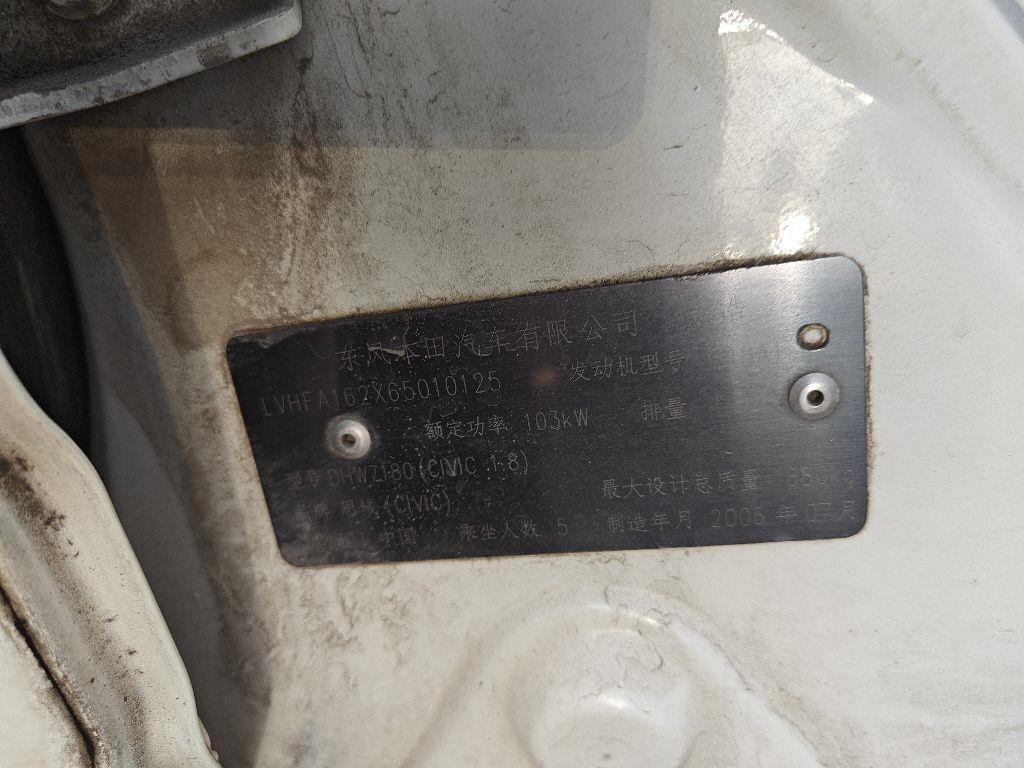 东风本田汽车有限公司
LVHFA162X65010125 发动机型号
额定功率 103kW 排量
型号 DHW7180(CIVIC 1.8)
品牌 思域(CIVIC) 最大设计总质量
中国 乘坐人数 5 制造年月 2006 年 07 月